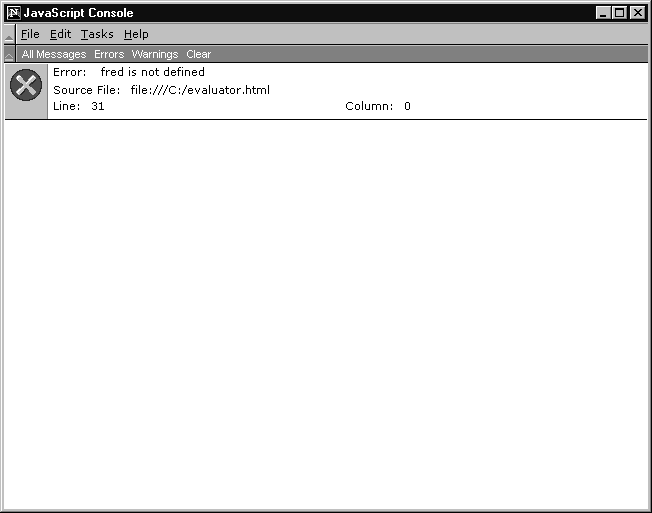 JavaScript Console
File Edit Tasks Help
All Messages Errors Warnings Clear
Error: fred is not defined
Source File: file:///C:/evaluator.html
Line: 31 Column: 0